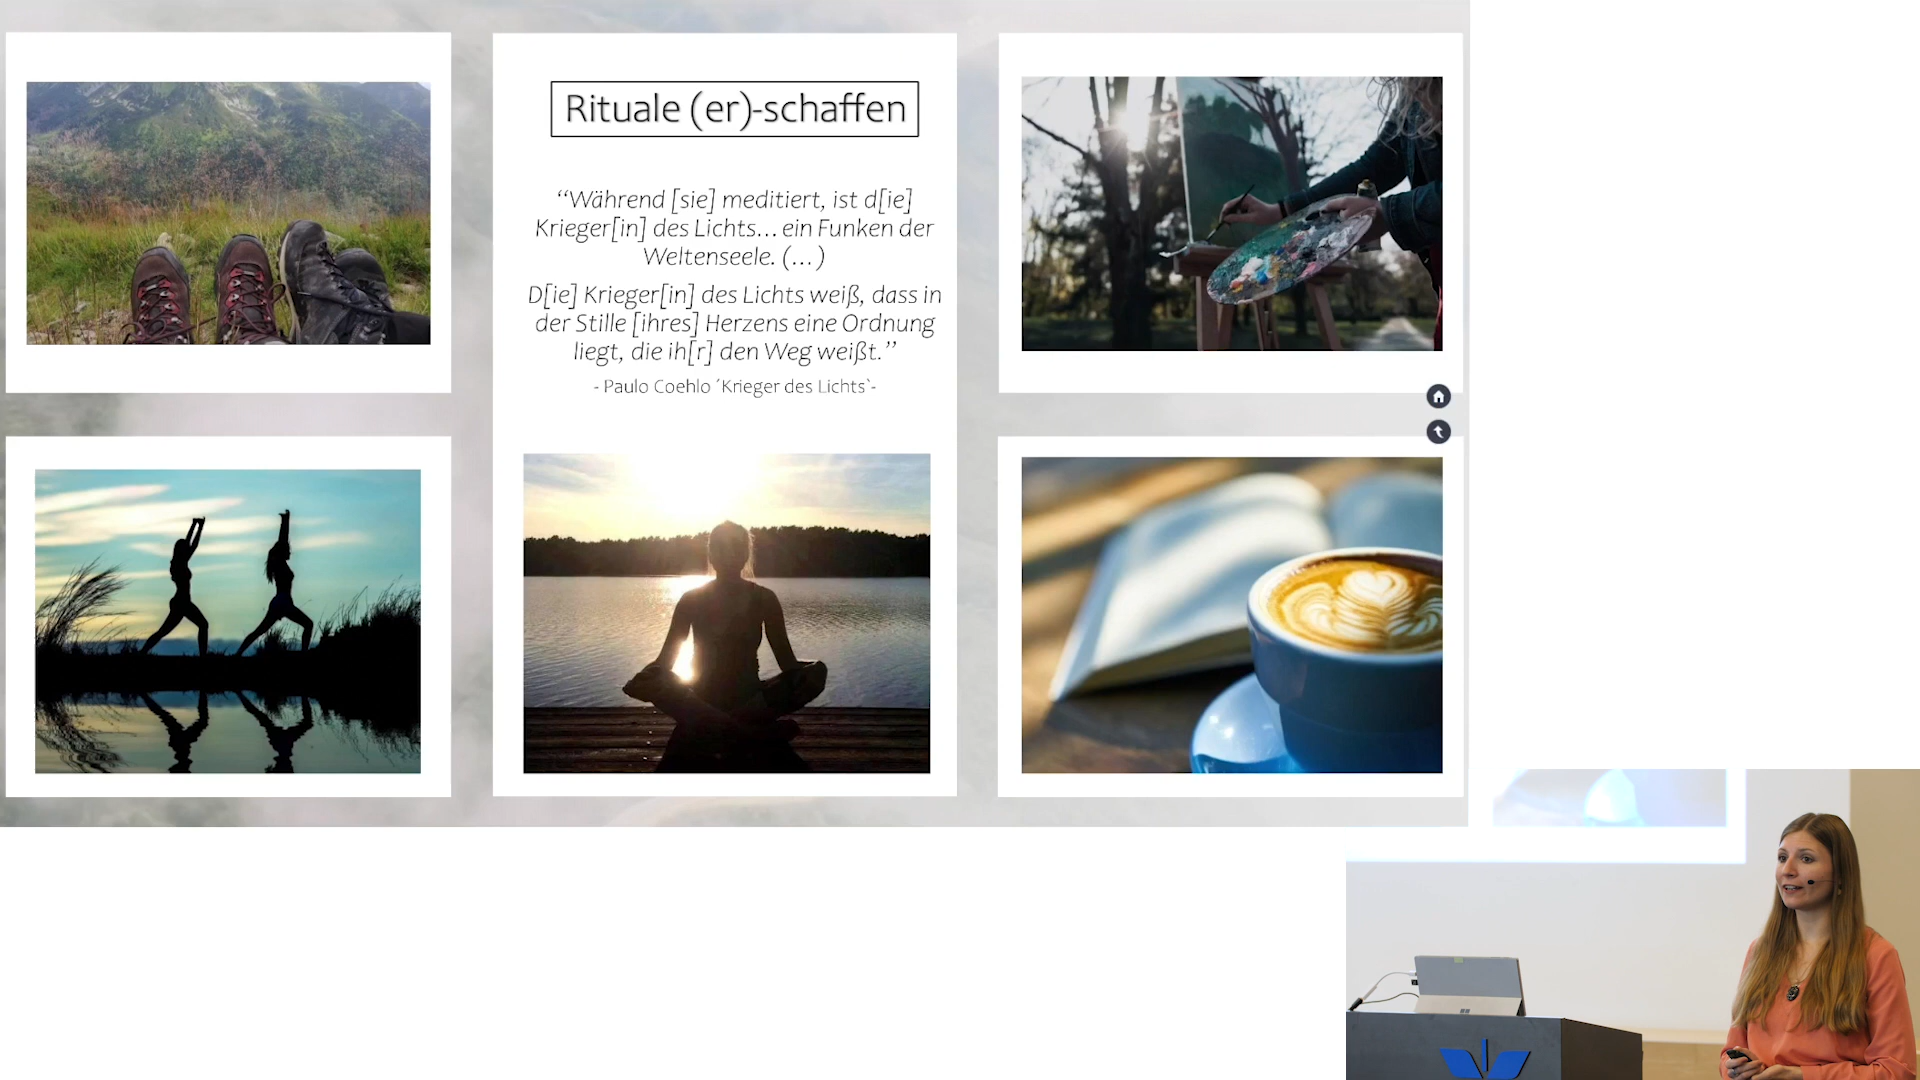 Rituale (er)-schaffen
“Während [sie] meditiert, ist d[ie]
Krieger[in] des Lichts... ein Funken der
Weltenseele. (...)
D[ie] Krieger[in] des Lichts weiß, dass in
der Stille [ihres] Herzens eine Ordnung
liegt, die ih[r] den Weg weißt.”
- Paulo Coehlo ´Krieger des Lichts`-